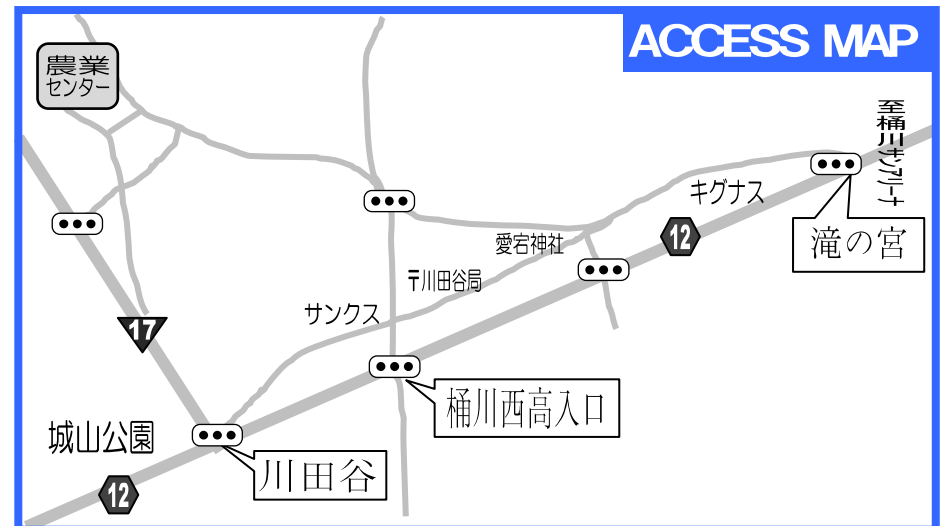 ACCESS MAP
農業
センター
至桶川サンアリーナ
キグナス
滝の宮
12
愛宕神社
〒川田谷局
サンクス
17
桶川西高入口
城山公園
川田谷
12